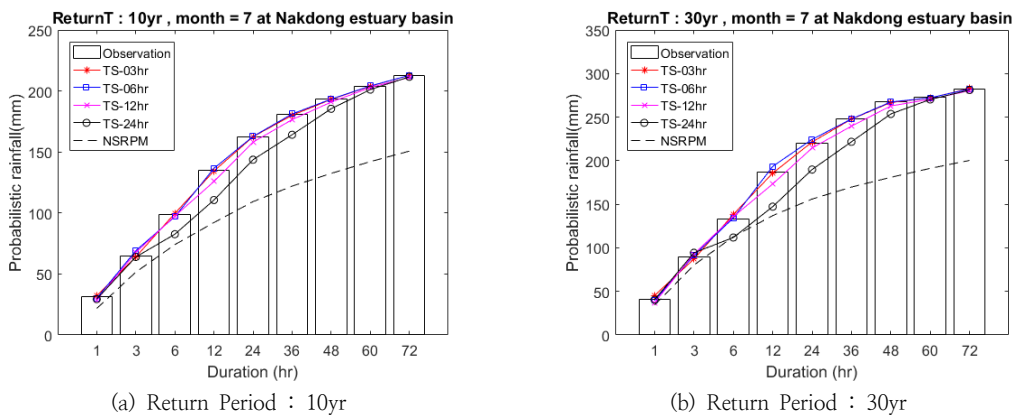 ReturnT : 10yr , month = 7 at Nakdong estuary basin
Probabilistic rainfall(mm)
250
200
150
100
50
0
Observation
TS-03hr
TS-06hr
TS-12hr
TS-24hr
NSRPM
1 3 6 12 24 36 48 60 72
Duration (hr)
(a) Return Period : 10yr
ReturnT : 30yr , month = 7 at Nakdong estuary basin
Probabilistic rainfall(mm)
350
300
250
200
150
100
50
0
Observation
TS-03hr
TS-06hr
TS-12hr
TS-24hr
NSRPM
1 3 6 12 24 36 48 60 72
Duration (hr)
(b) Return Period : 30yr